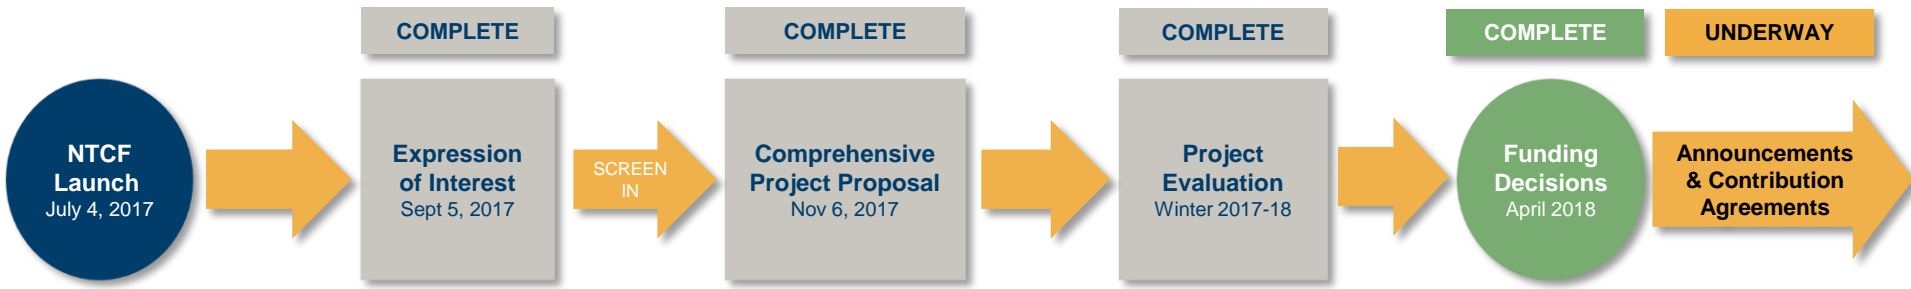 COMPLETE
COMPLETE
COMPLETE
COMPLETE
UNDERWAY
NTCF
Launch
July 4, 2017
Expression
of Interest
Sept 5, 2017
SCREEN
IN
Comprehensive
Project Proposal
Nov 6, 2017
Project
Evaluation
Winter 2017-18
Funding
Decisions
April 2018
Announcements
& Contribution
Agreements